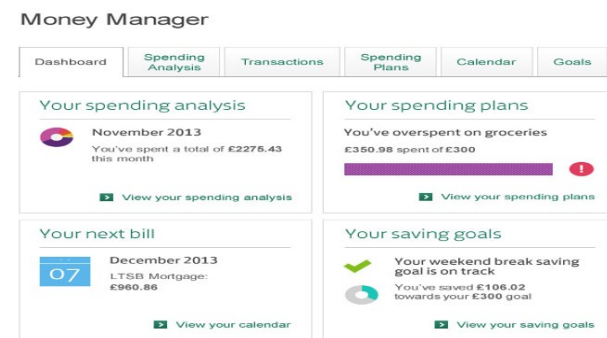 Money Manager
Dashboard
Spending
Analysis
Transactions
Spending
Plans
Calendar
Goals
Your spending analysis
November 2013
You've spent a total of £2275.43
this month
View your spending analysis
Your spending plans
You've overspent on groceries
£350.98 spent of £300
!
View your spending plans
Your next bill
07
December 2013
LTSB Mortgage:
£960.86
View your calendar
Your saving goals
Your weekend break saving
goal is on track
You've saved £106.02
towards your £300 goal
View your saving goals